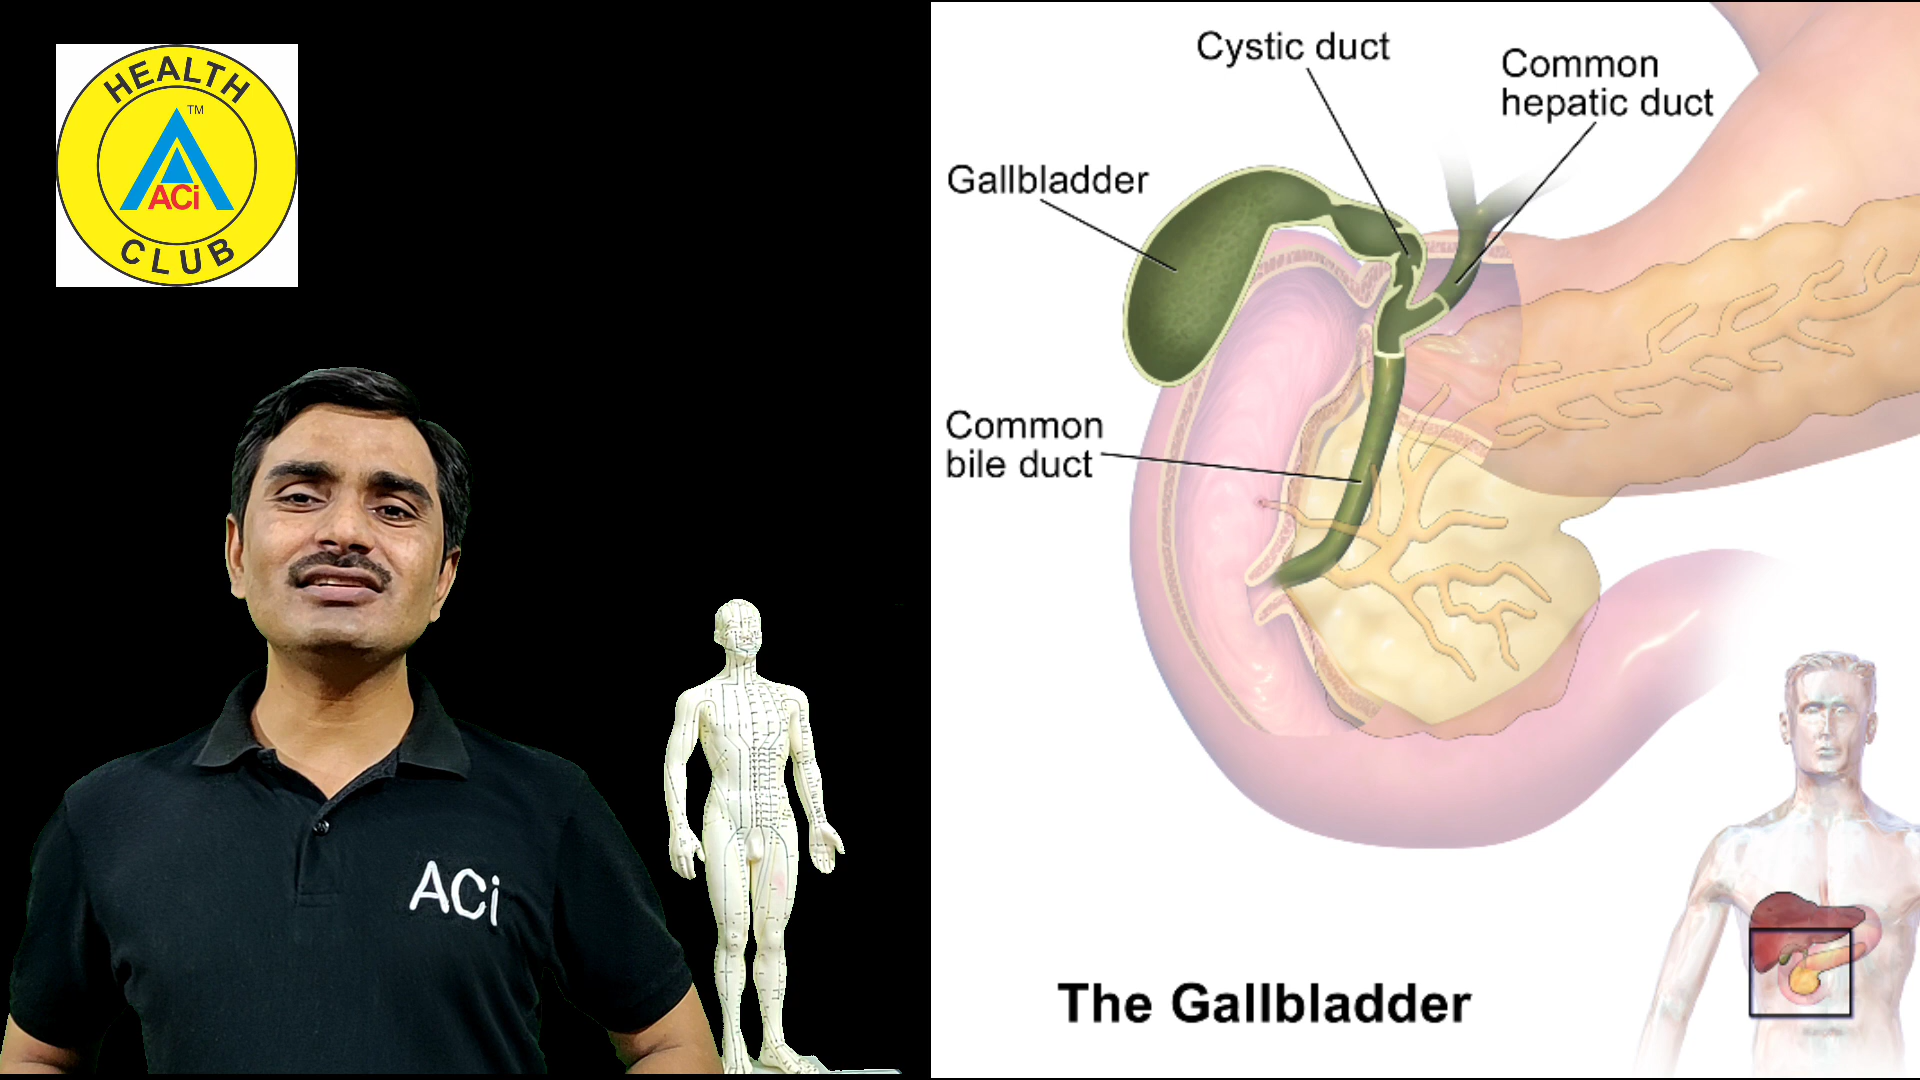 HEALTH
TM
ACi
CLUB
ACi
Cystic duct
Common
hepatic duct
Gallbladder
Common
bile duct
The Gallbladder